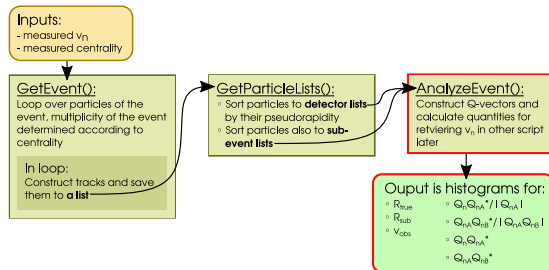 Inputs:
- measured vn
- measured centrality
GetEvent():
Loop over particles of the
event, multiplicity of the event
determined according to
centrality
In loop:
Construct tracks and save
them to a list
GetParticleLists():
◦ Sort particles to detector lists
by their pseudorapidity
◦ Sort particles also to sub-
event lists
AnalyzeEvent():
Construct Q-vectors and
calculate quantities for
retvriering vn in other script
later
Ouput is histograms for:
◦ Rtrue
◦ Rsub
◦ vobs
◦ QnQnA*/|QnA|
◦ QnAQnB*/|QnAQnB|
◦ QnQnA*
◦ QnAQnB*